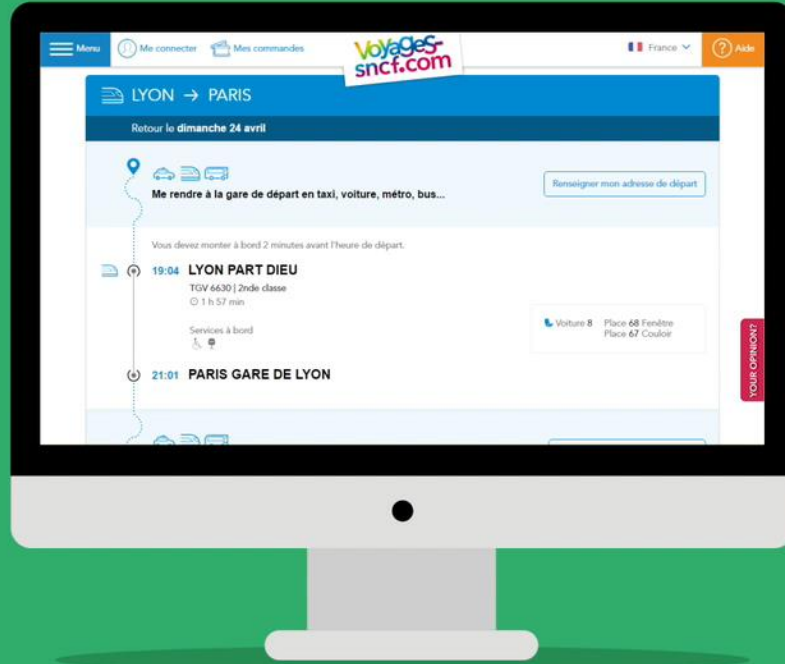 Menu
Me connecter
Mes commandes
Voyages-
sncf.com
France
? Aide
LYON → PARIS
Retour le dimanche 24 avril
Me rendre à la gare de départ en taxi, voiture, métro, bus...
Renseigner mon adresse de départ
Vous devez monter à bord 2 minutes avant l'heure de départ.
19:04 LYON PART DIEU
TGV 6630 | 2nde classe
1 h 57 min
Services à bord
Voiture 8 Place 68 Fenêtre
Place 67 Couloir
YOUR OPINION?
21:01 PARIS GARE DE LYON